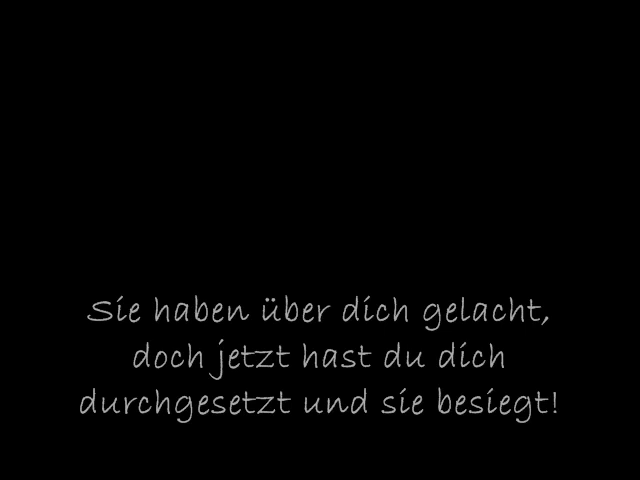 Sie haben über dich gelacht,
doch jetzt hast du dich
durchgesetzt und sie besiegt!